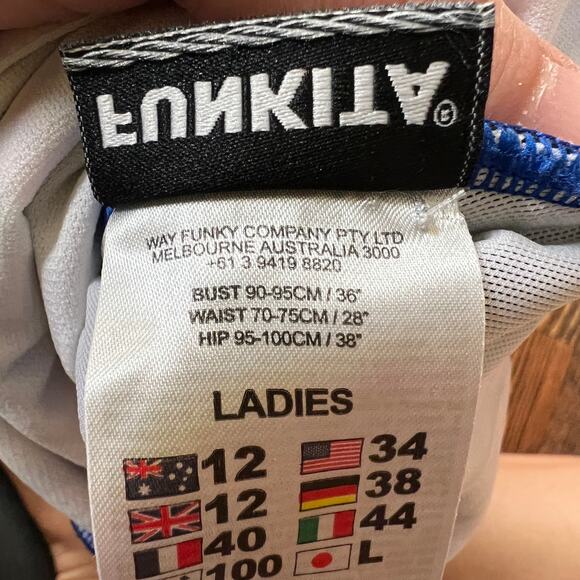 FUNKITA®
WAY FUNKY COMPANY PTY LTD
MELBOURNE AUSTRALIA 3000
+61 3 9419 8820
BUST 90-95CM / 36"
WAIST 70-75CM / 28"
HIP 95-100CM / 38"
LADIES
12 34
12 38
40 44
100 L